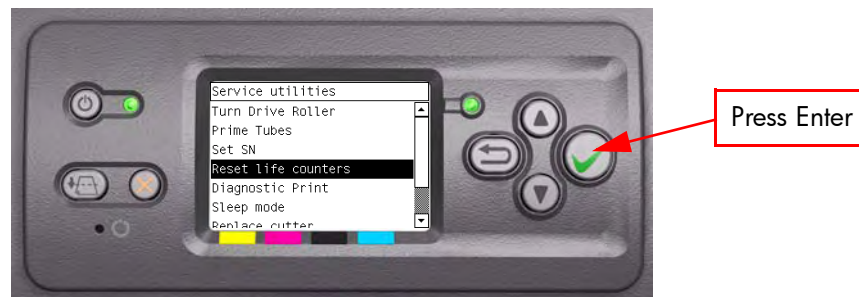 Service utilities
Turn Drive Roller
Prime Tubes
Set SN
Reset life counters
Diagnostic Print
Sleep mode
Replace cutter
Press Enter